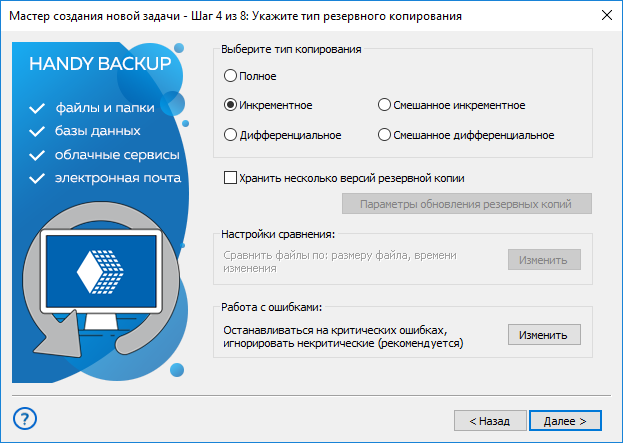 Мастер создания новой задачи - Шаг 4 из 8: Укажите тип резервного копирования
HANDY BACKUP
файлы и папки
базы данных
облачные сервисы
электронная почта
Выберите тип копирования
Полное
Инкрементное
Смешанное инкрементное
Дифференциальное
Смешанное дифференциальное
Хранить несколько версий резервной копии
Параметры обновления резервных копий
Настройки сравнения:
Сравнить файлы по: размеру файла, времени
изменения
Изменить
Работа с ошибками:
Останавливаться на критических ошибках,
игнорировать некритические (рекомендуется)
Изменить
?
< Назад
Далее >